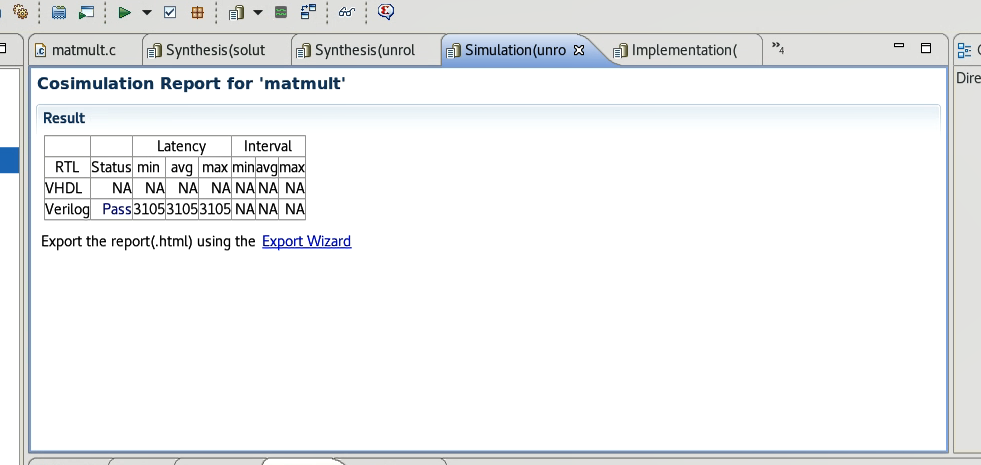 matmult.c Synthesis(solut Synthesis(unrol Simulation(unro Implementation( »4
Cosimulation Report for 'matmult'
Dire
Result
Latency Interval
RTL Status min avg max min avg max
VHDL NA NA NA NA NA NA NA
Verilog Pass 3105 3105 3105 NA NA NA
Export the report(.html) using the Export Wizard